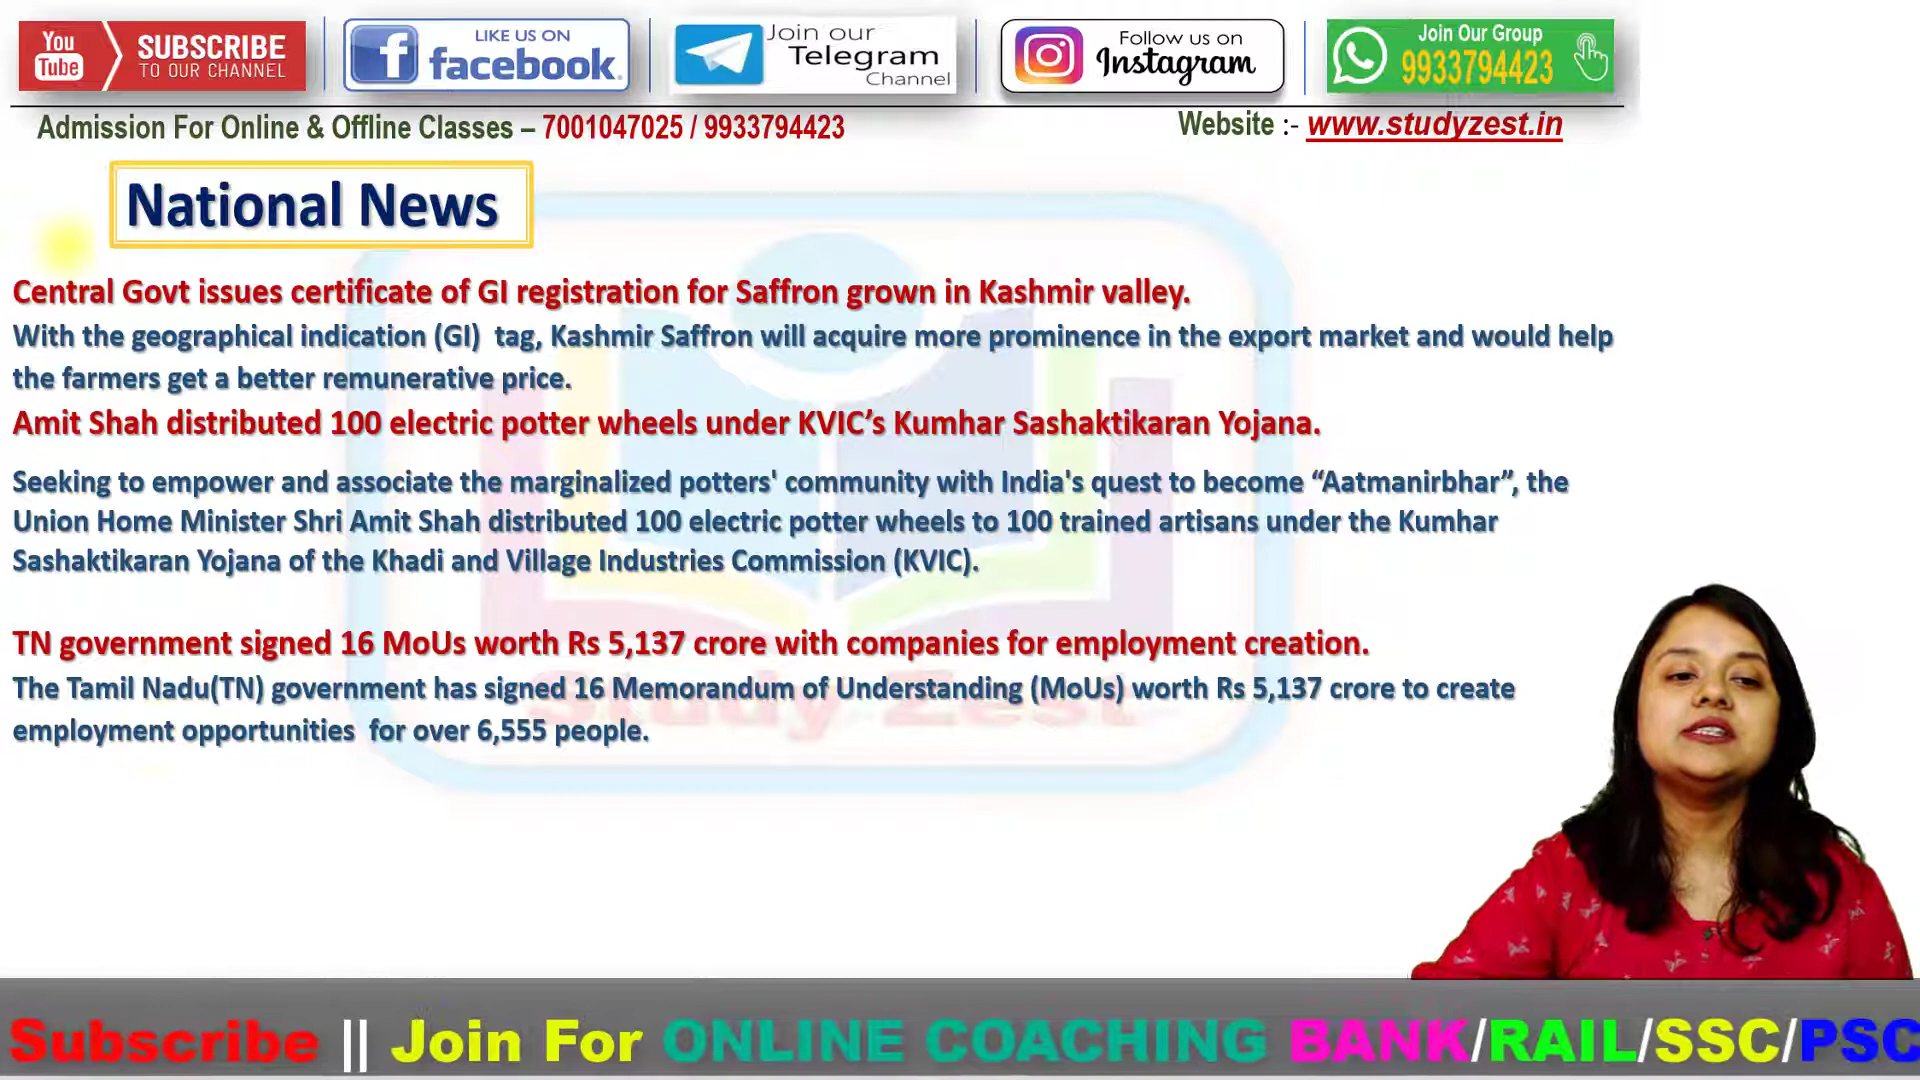 You Tube SUBSCRIBE TO OUR CHANNEL
LIKE US ON facebook.
Join our Telegram Channel
Follow us on Instagram
Join Our Group 9933794423
Admission For Online & Offline Classes – 7001047025 / 9933794423
Website :- www.studyzest.in
National News
Central Govt issues certificate of GI registration for Saffron grown in Kashmir valley.
With the geographical indication (GI)  tag, Kashmir Saffron will acquire more prominence in the export market and would help
the farmers get a better remunerative price.
Amit Shah distributed 100 electric potter wheels under KVIC’s Kumhar Sashaktikaran Yojana.
Seeking to empower and associate the marginalized potters' community with India's quest to become “Aatmanirbhar”, the
Union Home Minister Shri Amit Shah distributed 100 electric potter wheels to 100 trained artisans under the Kumhar
Sashaktikaran Yojana of the Khadi and Village Industries Commission (KVIC).
TN government signed 16 MoUs worth Rs 5,137 crore with companies for employment creation.
The Tamil Nadu(TN) government has signed 16 Memorandum of Understanding (MoUs) worth Rs 5,137 crore to create
employment opportunities  for over 6,555 people.
Study Zest
Subscribe || Join For ONLINE COACHING BANK/RAIL/SSC/PSC